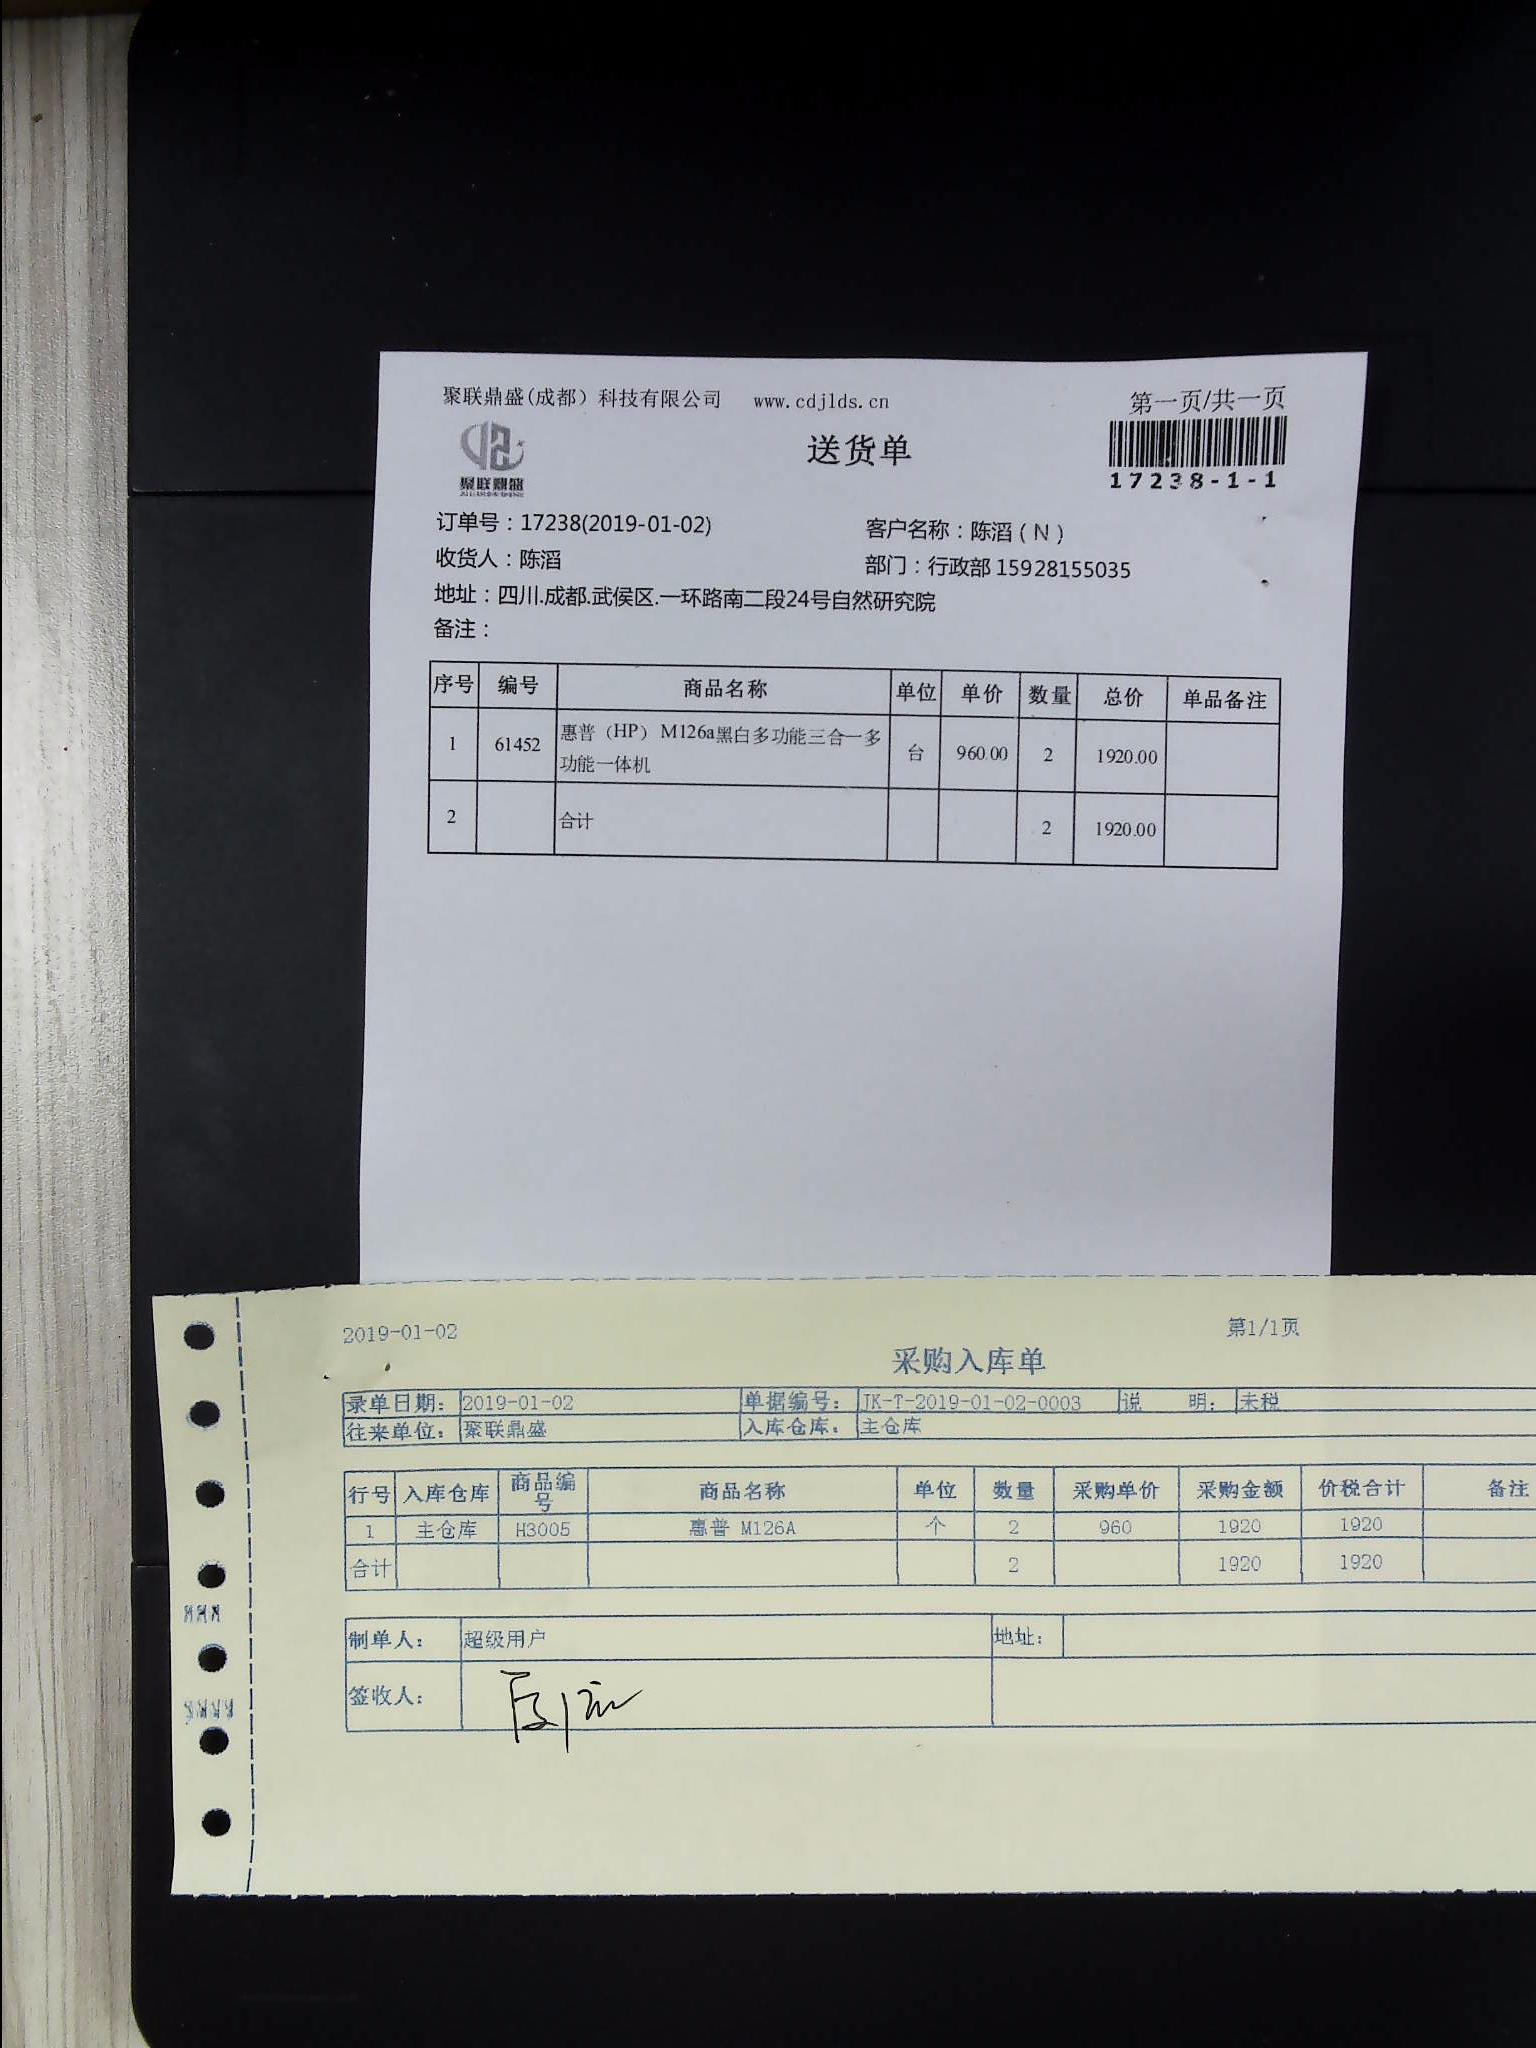 聚联鼎盛(成都)科技有限公司 www.cdjlds.cn 第一页/共一页
聚联鼎盛
送货单
17238-1-1
订单号：17238(2019-01-02) 客户名称：陈滔（N）
收货人：陈滔 部门：行政部 15928155035
地址：四川.成都.武侯区.一环路南二段24号自然研究院
备注：
序号 编号 商品名称 单位 单价 数量 总价 单品备注
1 61452 惠普（HP） M126a黑白多功能三合一多功能一体机 台 960.00 2 1920.00
2 合计 2 1920.00
2019-01-02 第1/1页
采购入库单
录单日期： 2019-01-02 单据编号： JK-T-2019-01-02-0003 说 明： 未税
往来单位： 聚联鼎盛 入库仓库： 主仓库
行号 入库仓库 商品编号 商品名称 单位 数量 采购单价 采购金额 价税合计 备注
1 主仓库 H3005 惠普 M126A 个 2 960 1920 1920
合计 2 1920 1920
制单人： 超级用户 地址：
签收人：